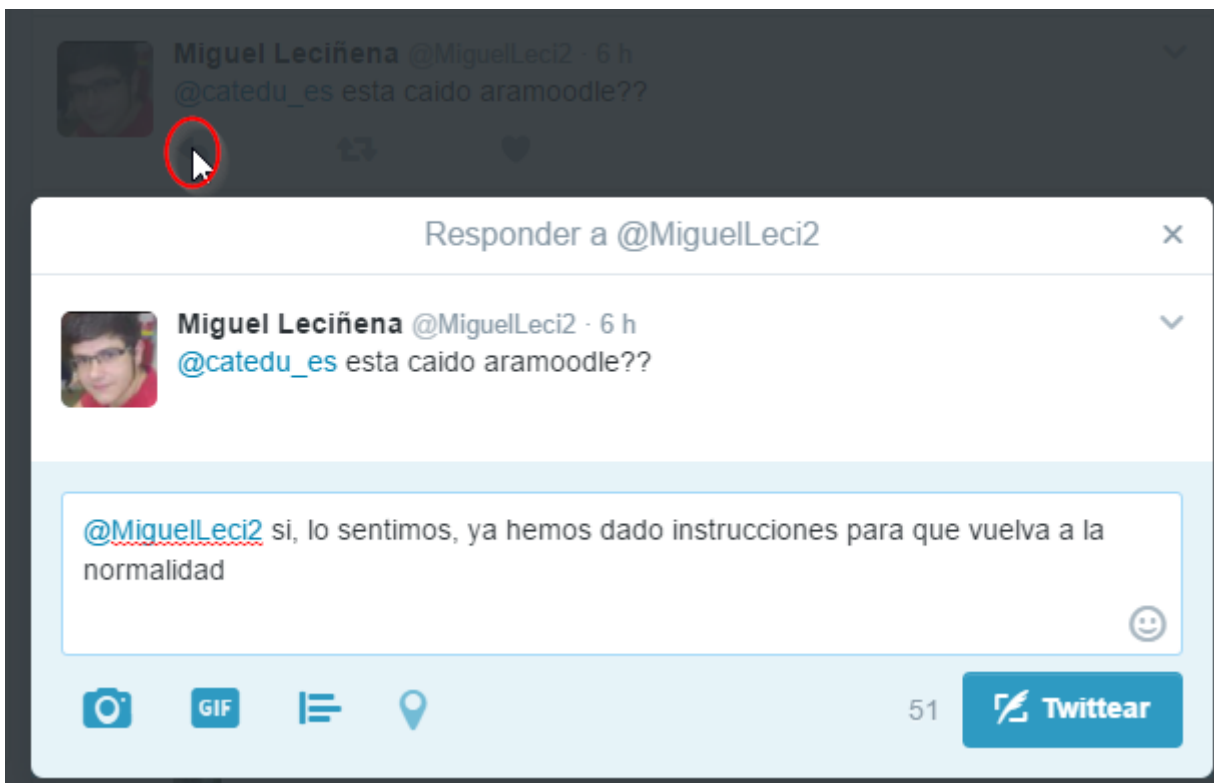 Miguel Leciñena @MiguelLeci2 · 6 h
@catedu_es esta caido aramoodle??
Responder a @MiguelLeci2
×
Miguel Leciñena @MiguelLeci2 · 6 h
@catedu_es esta caido aramoodle??
@MiguelLeci2 si, lo sentimos, ya hemos dado instrucciones para que vuelva a la
normalidad
GIF
51 Twittear